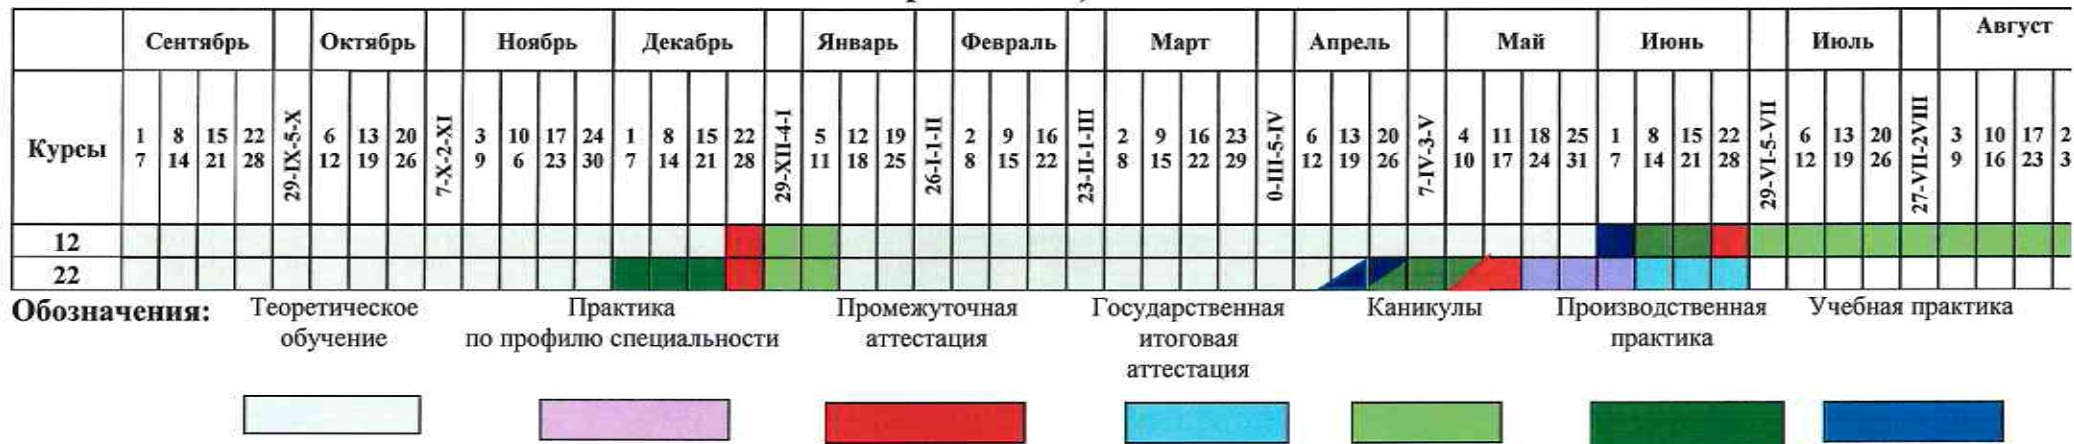 Сентябрь Октябрь Ноябрь Декабрь Январь Февраль Март Апрель Май Июнь Июль Август
Курсы 1 8 15 22 29-IX-5-X 6 13 20 7-X-2-XI 3 10 17 24 1 8 15 22 29-XII-4-I 5 12 19 26-I-1-II 2 9 16 23-II-1-III 2 9 16 23 0-III-5-IV 6 13 20 7-IV-3-V 4 11 18 25 1 8 15 22 29-VI-5-VII 6 13 20 27-VII-2VIII 3 10 17 2
7 14 21 28 12 19 26 9 6 23 30 7 14 21 28 11 18 25 8 15 22 8 15 22 29 12 19 26 10 17 24 31 7 14 21 28 12 19 26 9 16 23 3
12
22
Обозначения: Теоретическое Практика Промежуточная Государственная Каникулы Производственная Учебная практика
обучение по профилю специальности аттестация итоговая практика
аттестация